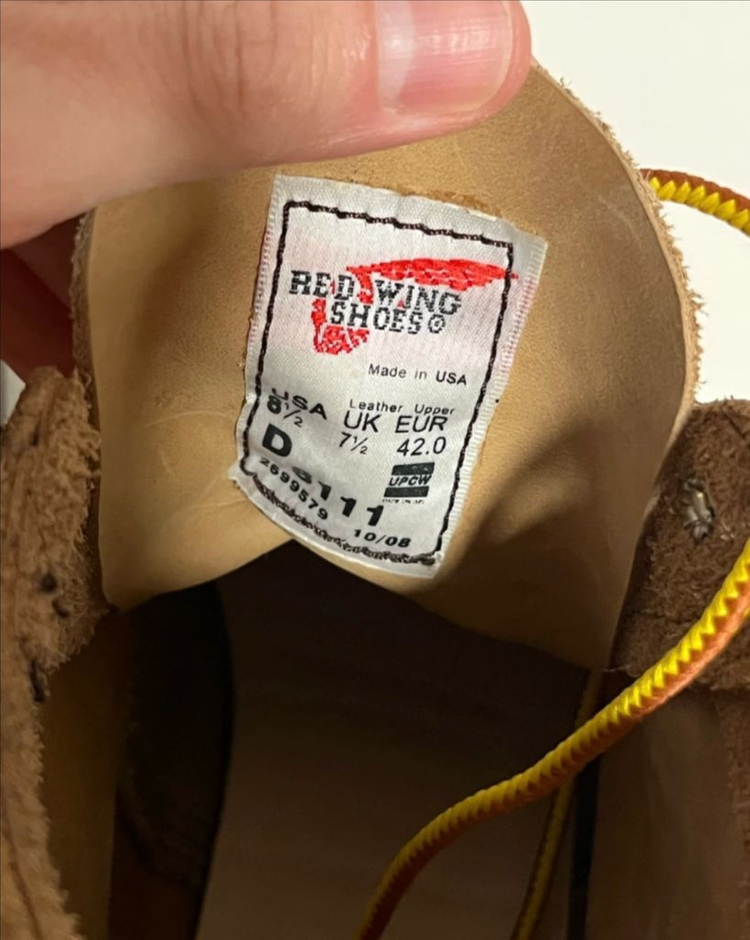 RED WING
SHOES®
Made in USA
Leather Upper
USA UK EUR
8½ 7½ 42.0
D
UPCW
2699579
10/08